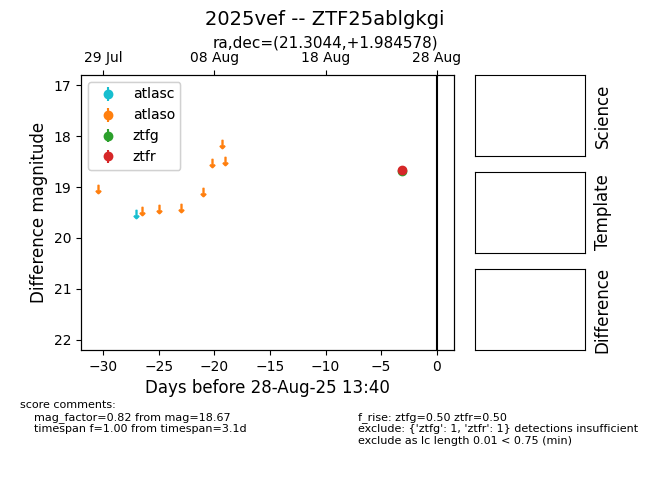 2025vef -- ZTF25ablgkgi
ra,dec=(21.3044,+1.984578)
29 Jul
08 Aug
18 Aug
28 Aug
17
18
19
20
21
22
Difference magnitude
atlasc
atlaso
ztfg
ztfr
−30
−25
−20
−15
−10
−5
0
Days before 28-Aug-25 13:40
Science
Template
Difference
score comments:
mag_factor=0.82 from mag=18.67
timespan f=1.00 from timespan=3.1d
f_rise: ztfg=0.50 ztfr=0.50
exclude: {'ztfg': 1, 'ztfr': 1} detections insufficient
exclude as lc length 0.01 < 0.75 (min)